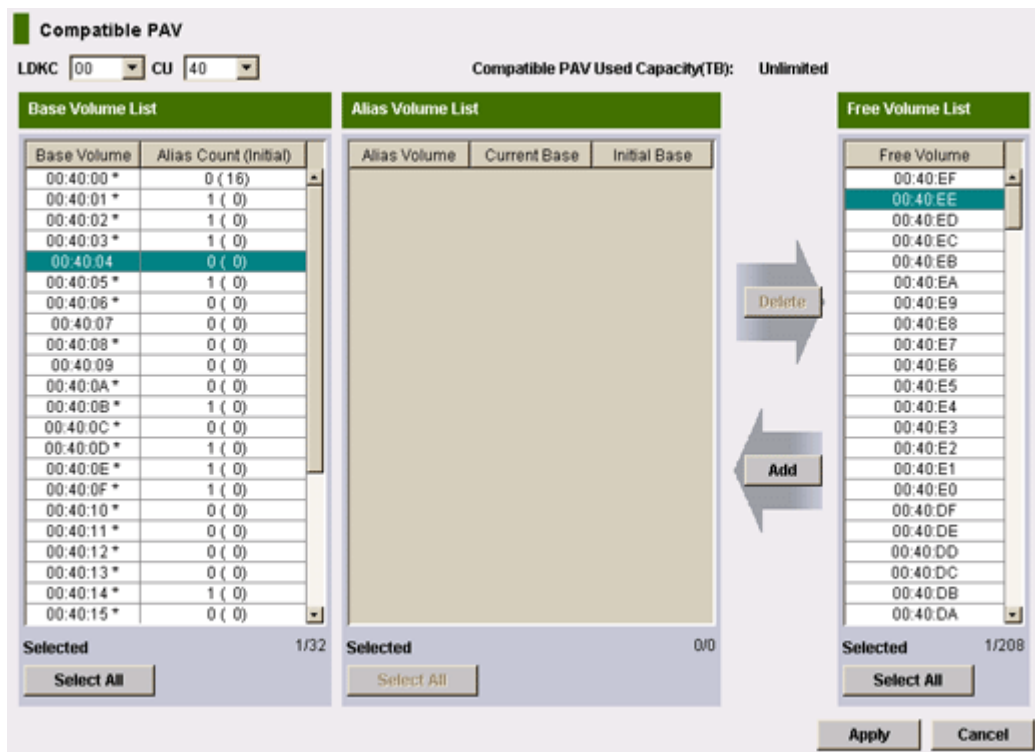 Compatible PAV
LDKC 00 CU 40 Compatible PAV Used Capacity(TB): Unlimited
Base Volume List
Base Volume Alias Count (Initial)
00:40:00 * 0 ( 16)
00:40:01 * 1 ( 0)
00:40:02 * 1 ( 0)
00:40:03 * 1 ( 0)
00:40:04 0 ( 0)
00:40:05 * 1 ( 0)
00:40:06 * 0 ( 0)
00:40:07 0 ( 0)
00:40:08 * 0 ( 0)
00:40:09 0 ( 0)
00:40:0A * 0 ( 0)
00:40:0B * 1 ( 0)
00:40:0C * 0 ( 0)
00:40:0D * 1 ( 0)
00:40:0E * 1 ( 0)
00:40:0F * 1 ( 0)
00:40:10 * 0 ( 0)
00:40:11 * 0 ( 0)
00:40:12 * 0 ( 0)
00:40:13 * 0 ( 0)
00:40:14 * 1 ( 0)
00:40:15 * 0 ( 0)
Selected 1/32
Select All
Alias Volume List
Alias Volume Current Base Initial Base
Selected 0/0
Select All
Delete
Add
Free Volume List
Free Volume
00:40:EF
00:40:EE
00:40:ED
00:40:EC
00:40:EB
00:40:EA
00:40:E9
00:40:E8
00:40:E7
00:40:E6
00:40:E5
00:40:E4
00:40:E3
00:40:E2
00:40:E1
00:40:E0
00:40:DF
00:40:DE
00:40:DD
00:40:DC
00:40:DB
00:40:DA
Selected 1/208
Select All
Apply Cancel